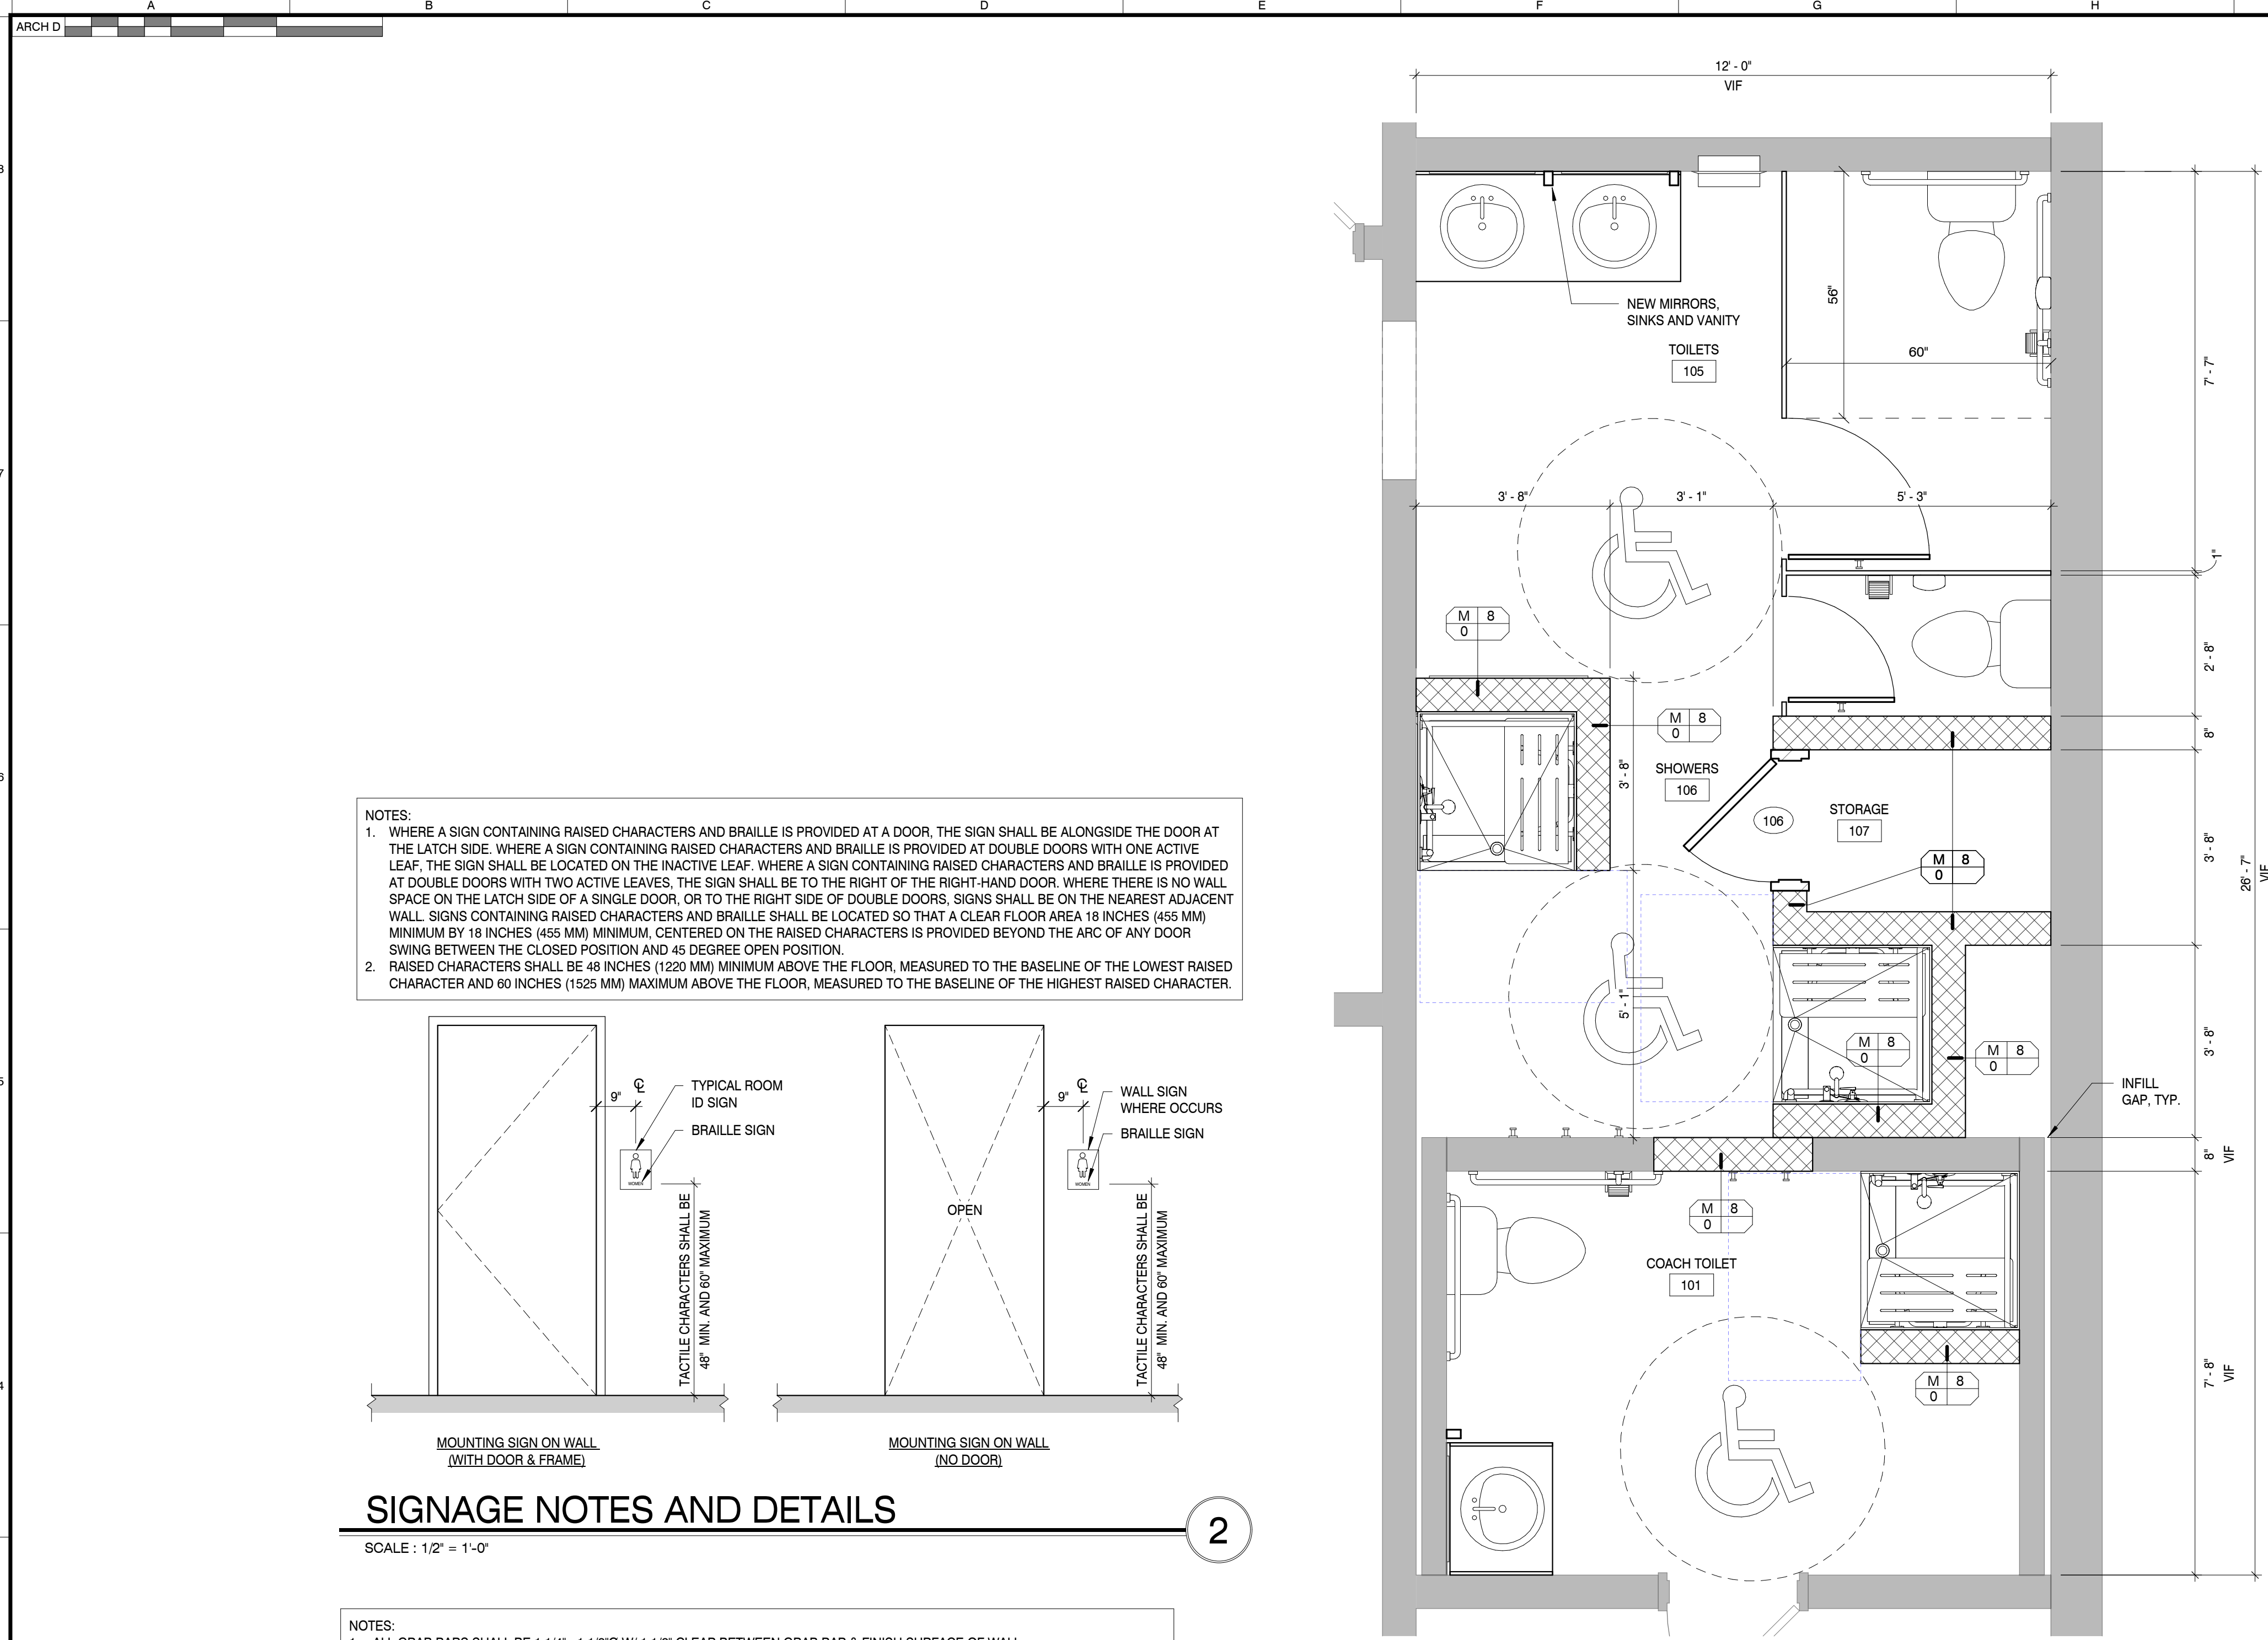 A
B
C
D
E
F
G
H
ARCH D
8
7
6
5
4
12' - 0"
VIF
NEW MIRRORS,
SINKS AND VANITY
TOILETS
105
56"
60"
7' - 7"
3' - 8"
3' - 1"
5' - 3"
1"
M 8
0
2' - 8"
M 8
0
8"
3' - 8"
SHOWERS
106
106
STORAGE
107
M 8
0
3' - 8"
26' - 7"
VIF
5' - 1"
M 8
0
M 8
0
3' - 8"
INFILL
GAP, TYP.
8"
VIF
M 8
0
COACH TOILET
101
M 8
0
7' - 8"
VIF
NOTES:
1. WHERE A SIGN CONTAINING RAISED CHARACTERS AND BRAILLE IS PROVIDED AT A DOOR, THE SIGN SHALL BE ALONGSIDE THE DOOR AT
THE LATCH SIDE. WHERE A SIGN CONTAINING RAISED CHARACTERS AND BRAILLE IS PROVIDED AT DOUBLE DOORS WITH ONE ACTIVE
LEAF, THE SIGN SHALL BE LOCATED ON THE INACTIVE LEAF. WHERE A SIGN CONTAINING RAISED CHARACTERS AND BRAILLE IS PROVIDED
AT DOUBLE DOORS WITH TWO ACTIVE LEAVES, THE SIGN SHALL BE TO THE RIGHT OF THE RIGHT-HAND DOOR. WHERE THERE IS NO WALL
SPACE ON THE LATCH SIDE OF A SINGLE DOOR, OR TO THE RIGHT SIDE OF DOUBLE DOORS, SIGNS SHALL BE ON THE NEAREST ADJACENT
WALL. SIGNS CONTAINING RAISED CHARACTERS AND BRAILLE SHALL BE LOCATED SO THAT A CLEAR FLOOR AREA 18 INCHES (455 MM)
MINIMUM BY 18 INCHES (455 MM) MINIMUM, CENTERED ON THE RAISED CHARACTERS IS PROVIDED BEYOND THE ARC OF ANY DOOR
SWING BETWEEN THE CLOSED POSITION AND 45 DEGREE OPEN POSITION.
2. RAISED CHARACTERS SHALL BE 48 INCHES (1220 MM) MINIMUM ABOVE THE FLOOR, MEASURED TO THE BASELINE OF THE LOWEST RAISED
CHARACTER AND 60 INCHES (1525 MM) MAXIMUM ABOVE THE FLOOR, MEASURED TO THE BASELINE OF THE HIGHEST RAISED CHARACTER.
9"
TYPICAL ROOM
ID SIGN
BRAILLE SIGN
WOMEN
TACTILE CHARACTERS SHALL BE
48" MIN. AND 60" MAXIMUM
MOUNTING SIGN ON WALL
(WITH DOOR & FRAME)
OPEN
9"
WALL SIGN
WHERE OCCURS
BRAILLE SIGN
WOMEN
TACTILE CHARACTERS SHALL BE
48" MIN. AND 60" MAXIMUM
MOUNTING SIGN ON WALL
(NO DOOR)
SIGNAGE NOTES AND DETAILS
2
SCALE : 1/2" = 1'-0"
NOTES: